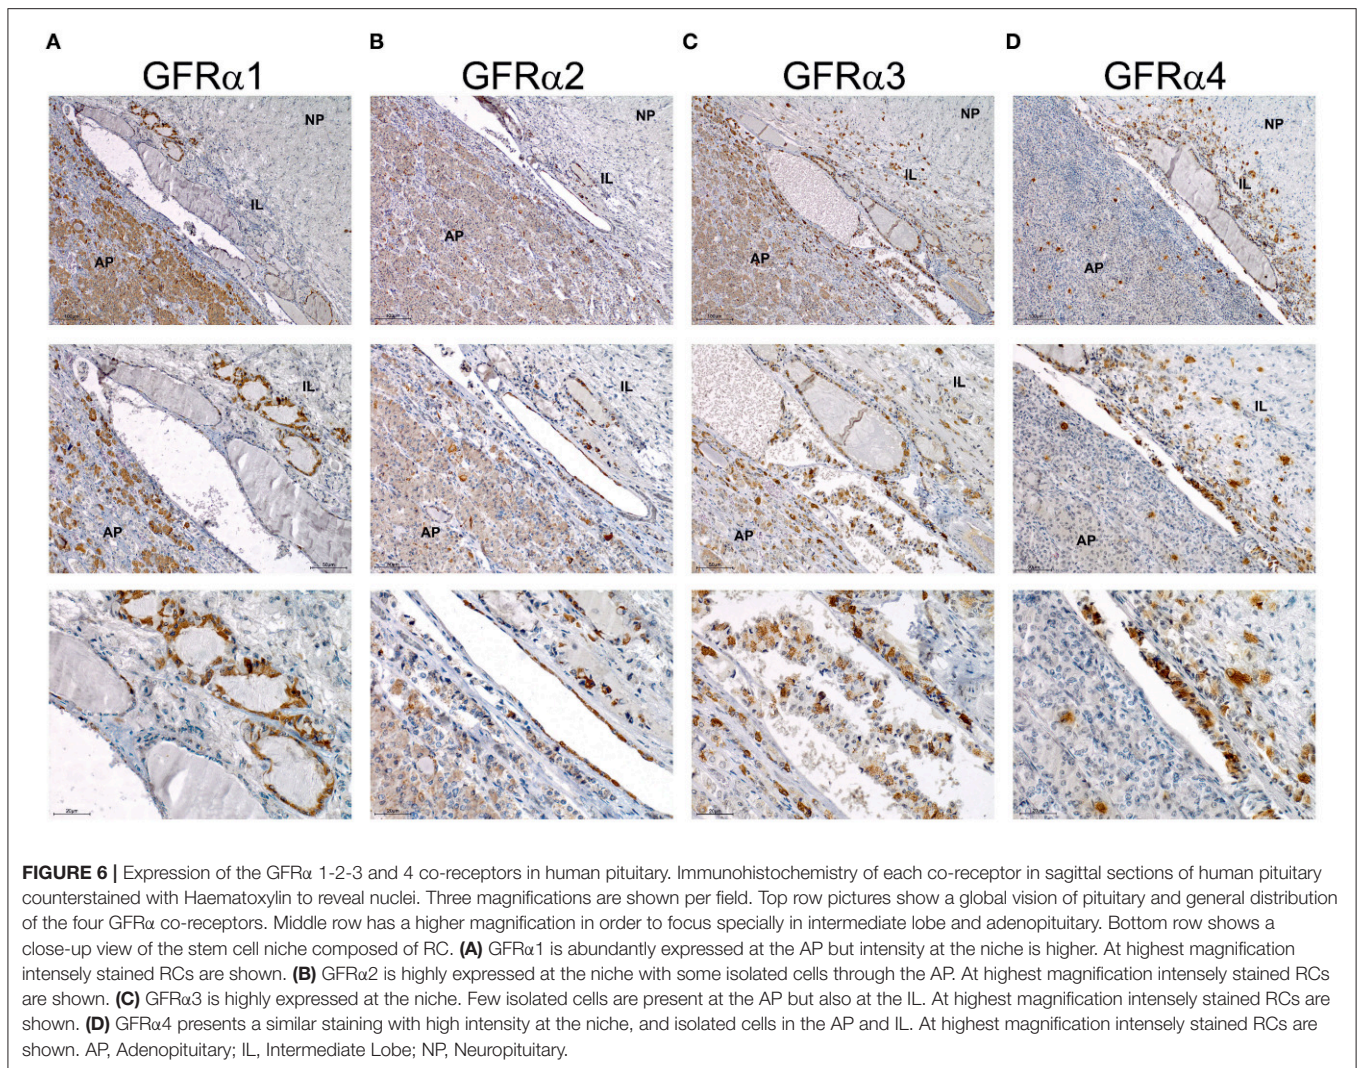 A
B
C
D
GFRα1
GFRα2
GFRα3
GFRα4
NP
IL
AP
NP
IL
AP
NP
IL
AP
NP
IL
AP
IL
AP
IL
AP
IL
AP
IL
AP
FIGURE 6 | Expression of the GFRα 1-2-3 and 4 co-receptors in human pituitary. Immunohistochemistry of each co-receptor in sagittal sections of human pituitary
counterstained with Haematoxylin to reveal nuclei. Three magnifications are shown per field. Top row pictures show a global vision of pituitary and general distribution
of the four GFRα co-receptors. Middle row has a higher magnification in order to focus specially in intermediate lobe and adenopituitary. Bottom row shows a
close-up view of the stem cell niche composed of RC. (A) GFRα1 is abundantly expressed at the AP but intensity at the niche is higher. At highest magnification
intensely stained RCs are shown. (B) GFRα2 is highly expressed at the niche with some isolated cells through the AP. At highest magnification intensely stained RCs
are shown. (C) GFRα3 is highly expressed at the niche. Few isolated cells are present at the AP but also at the IL. At highest magnification intensely stained RCs are
shown. (D) GFRα4 presents a similar staining with high intensity at the niche, and isolated cells in the AP and IL. At highest magnification intensely stained RCs are
shown. AP, Adenopituitary; IL, Intermediate Lobe; NP, Neuropituitary.